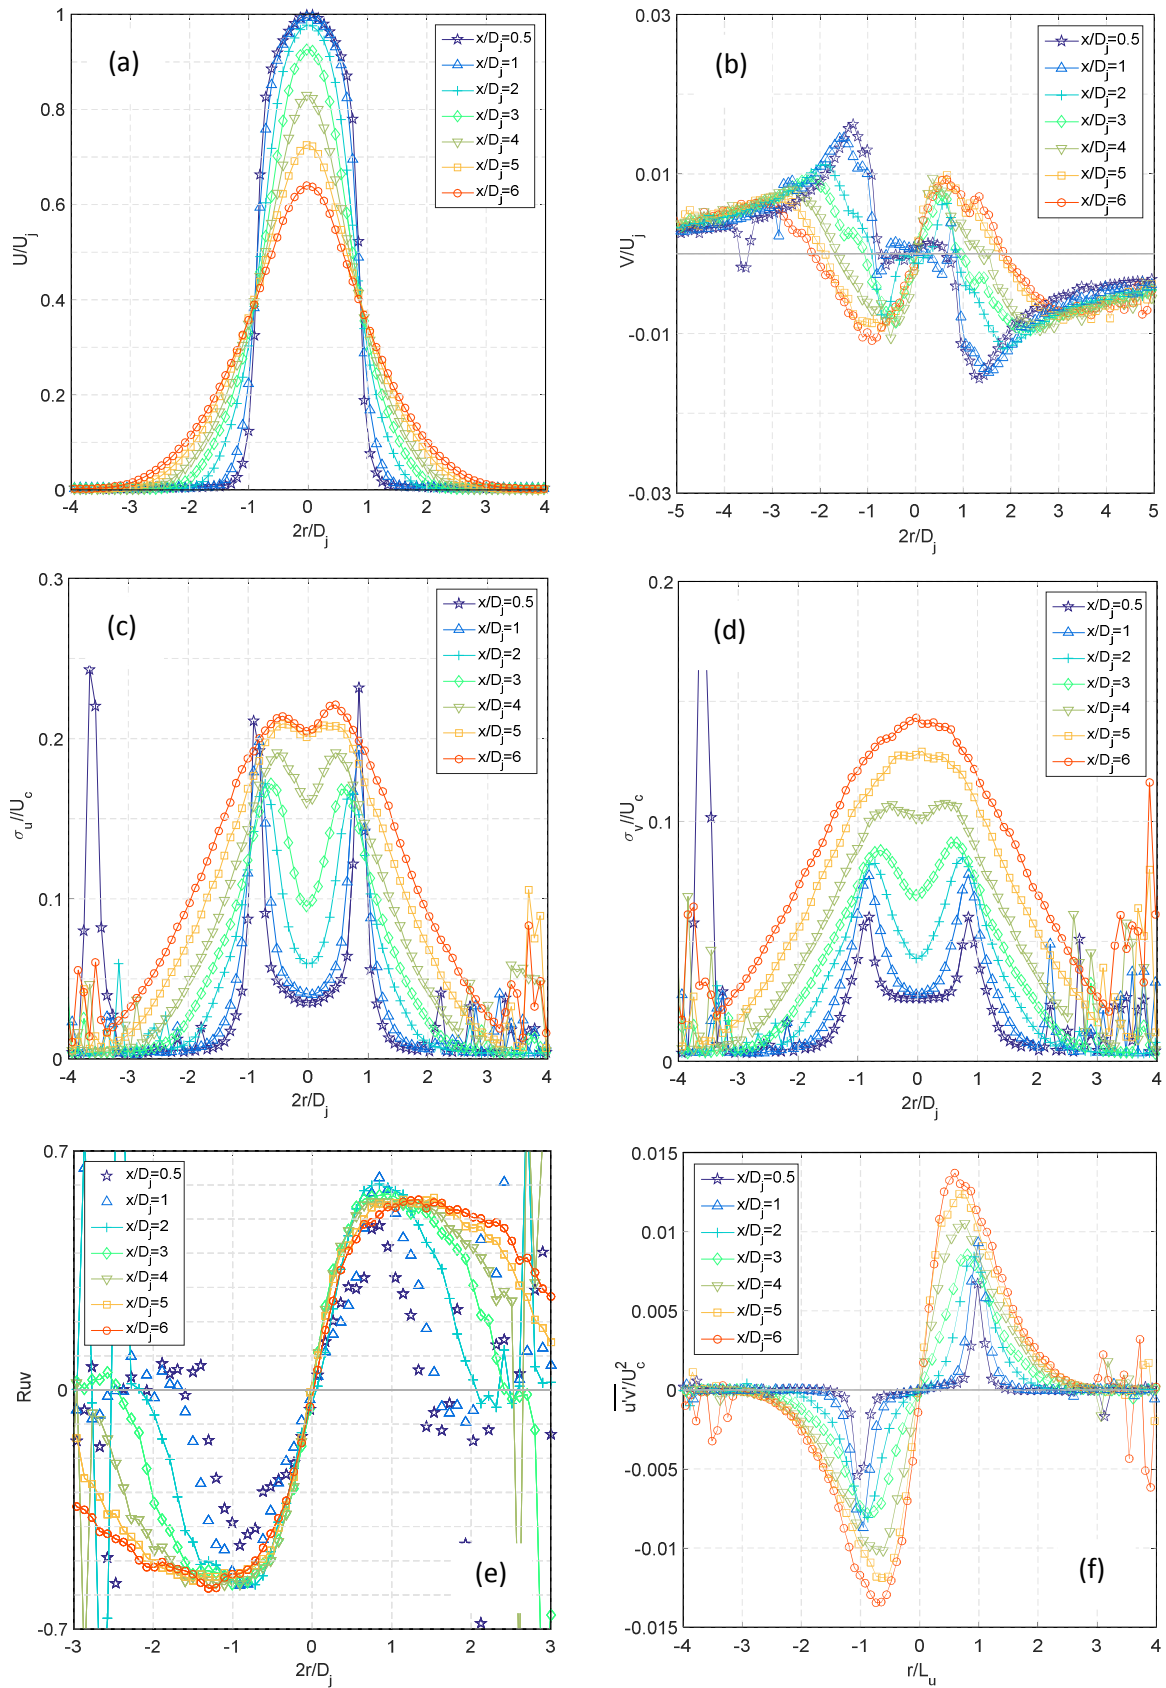 (a)
1
0.8
0.6
0.4
0.2
0
U/U_j
-4 -3 -2 -1 0 1 2 3 4
2r/D_j
x/D_j=0.5
x/D_j=1
x/D_j=2
x/D_j=3
x/D_j=4
x/D_j=5
x/D_j=6
(b)
0.03
0.01
-0.01
-0.03
V/U_j
-5 -4 -3 -2 -1 0 1 2 3 4 5
2r/D_j
x/D_j=0.5
x/D_j=1
x/D_j=2
x/D_j=3
x/D_j=4
x/D_j=5
x/D_j=6
(c)
0.3
0.2
0.1
0
σ_u//U_c
-4 -3 -2 -1 0 1 2 3 4
2r/D_j
x/D_j=0.5
x/D_j=1
x/D_j=2
x/D_j=3
x/D_j=4
x/D_j=5
x/D_j=6
(d)
0.2
0.1
0
σ_v//U_c
-4 -3 -2 -1 0 1 2 3 4
2r/D_j
x/D_j=0.5
x/D_j=1
x/D_j=2
x/D_j=3
x/D_j=4
x/D_j=5
x/D_j=6
0.7
0
-0.7
Ruv
-3 -2 -1 0 1 2 3
2r/D_j
x/D_j=0.5
x/D_j=1
x/D_j=2
x/D_j=3
x/D_j=4
x/D_j=5
x/D_j=6
(e)
0.015
0.01
0.005
0
-0.005
-0.01
-0.015
u'v'/U_c^2
-4 -3 -2 -1 0 1 2 3 4
r/L_u
x/D_j=0.5
x/D_j=1
x/D_j=2
x/D_j=3
x/D_j=4
x/D_j=5
x/D_j=6
(f)